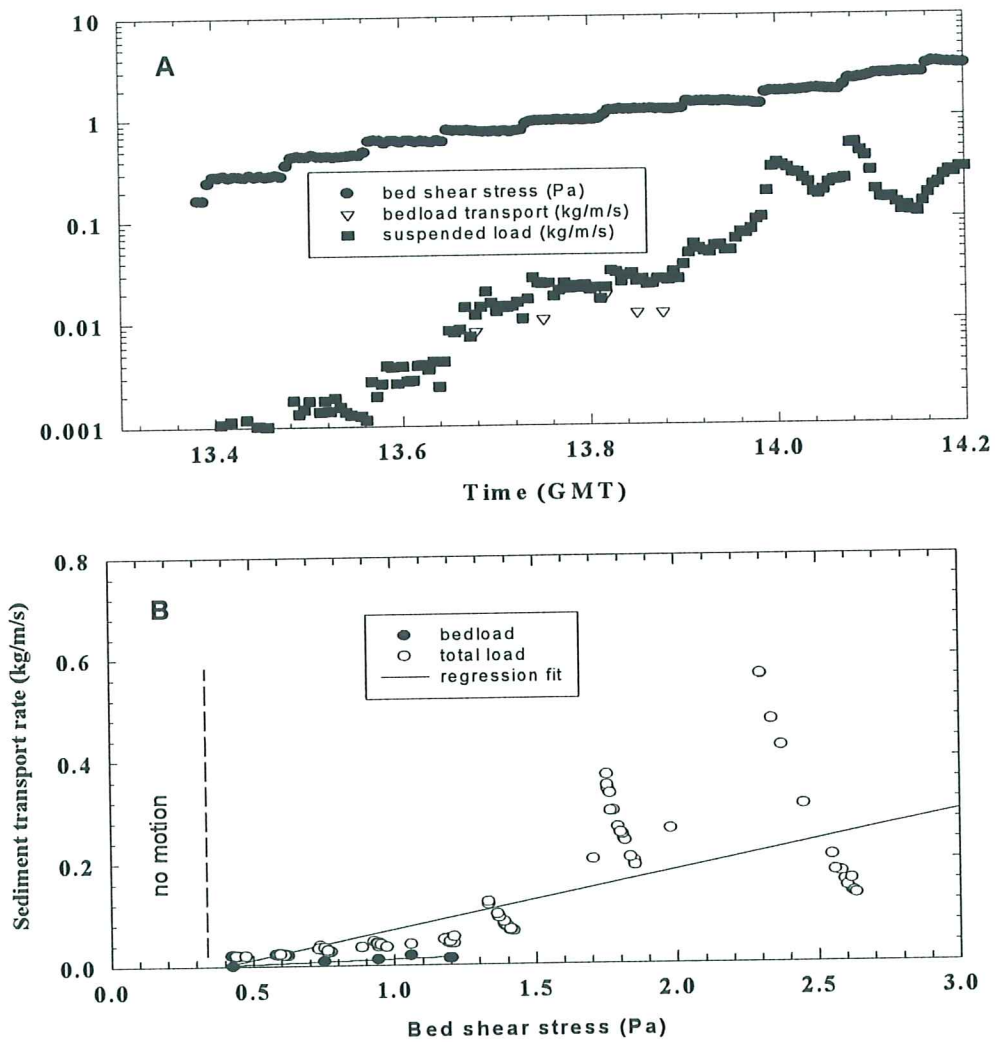 A
10
1
0.1
0.01
0.001
bed shear stress (Pa)
bedload transport (kg/m/s)
suspended load (kg/m/s)
13.4 13.6 13.8 14.0 14.2
Time (GMT)
B
Sediment transport rate (kg/m/s)
0.8
0.6
0.4
0.2
0.0
bedload
total load
regression fit
no motion
0.0 0.5 1.0 1.5 2.0 2.5 3.0
Bed shear stress (Pa)